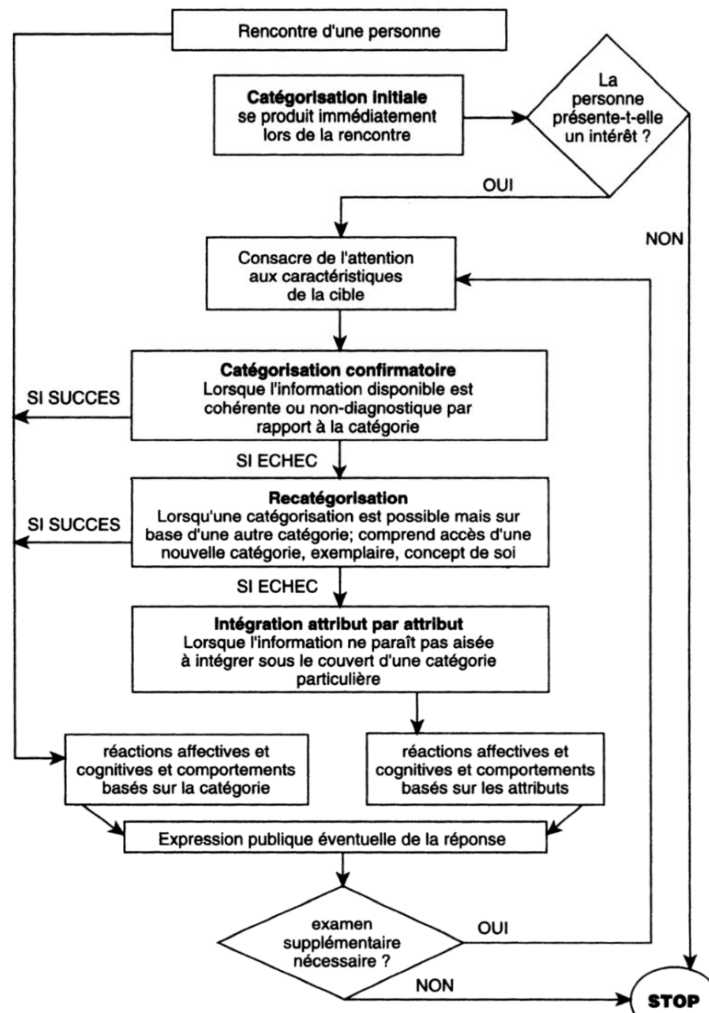 Rencontre d'une personne
Catégorisation initiale
se produit immédiatement
lors de la rencontre
La
personne
présente-t-elle
un intérêt ?
OUI
NON
Consacre de l'attention
aux caractéristiques
de la cible
Catégorisation confirmatoire
Lorsque l'information disponible est
cohérente ou non-diagnostique par
rapport à la catégorie
SI SUCCES
SI ECHEC
Recatégorisation
Lorsqu'une catégorisation est possible mais sur
base d'une autre catégorie; comprend accès d'une
nouvelle catégorie, exemplaire, concept de soi
SI SUCCES
SI ECHEC
Intégration attribut par attribut
Lorsque l'information ne paraît pas aisée
à intégrer sous le couvert d'une catégorie
particulière
réactions affectives et
cognitives et comportements
basés sur la catégorie
réactions affectives et
cognitives et comportements
basés sur les attributs
Expression publique éventuelle de la réponse
examen
supplémentaire
nécessaire ?
OUI
NON
STOP